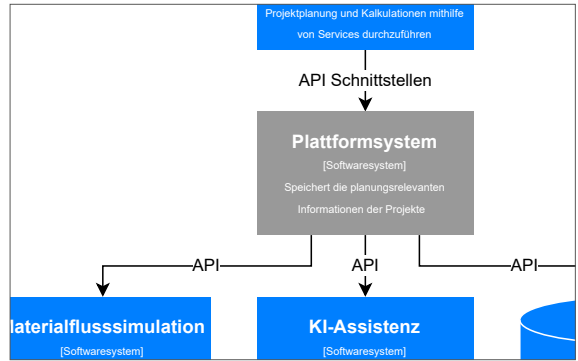 Projektplanung und Kalkulationen mithilfe
von Services durchzuführen
API Schnittstellen
Plattformsystem
[Softwaresystem]
Speichert die planungsrelevanten
Informationen der Projekte
API API API
laterialflusssimulation KI-Assistenz
[Softwaresystem] [Softwaresystem]